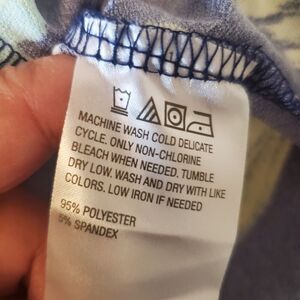 MACHINE WASH COLD DELICATE
CYCLE. ONLY NON-CHLORINE
BLEACH WHEN NEEDED. TUMBLE
DRY LOW. WASH AND DRY WITH LIKE
COLORS. LOW IRON IF NEEDED
95% POLYESTER
5% SPANDEX